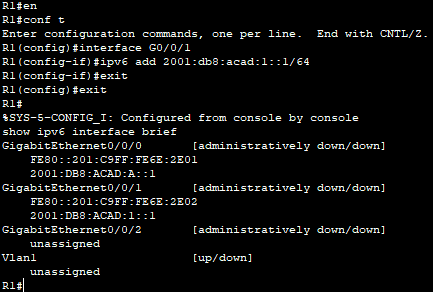 R1#en
R1#conf t
Enter configuration commands, one per line.  End with CNTL/Z.
R1(config)#interface G0/0/1
R1(config-if)#ipv6 add 2001:db8:acad:1::1/64
R1(config-if)#exit
R1(config)#exit
R1#
%SYS-5-CONFIG_I: Configured from console by console
show ipv6 interface brief
GigabitEthernet0/0/0       [administratively down/down]
    FE80::201:C9FF:FE6E:2E01
    2001:DB8:ACAD:A::1
GigabitEthernet0/0/1       [administratively down/down]
    FE80::201:C9FF:FE6E:2E02
    2001:DB8:ACAD:1::1
GigabitEthernet0/0/2       [administratively down/down]
    unassigned
Vlan1                      [up/down]
    unassigned
R1#